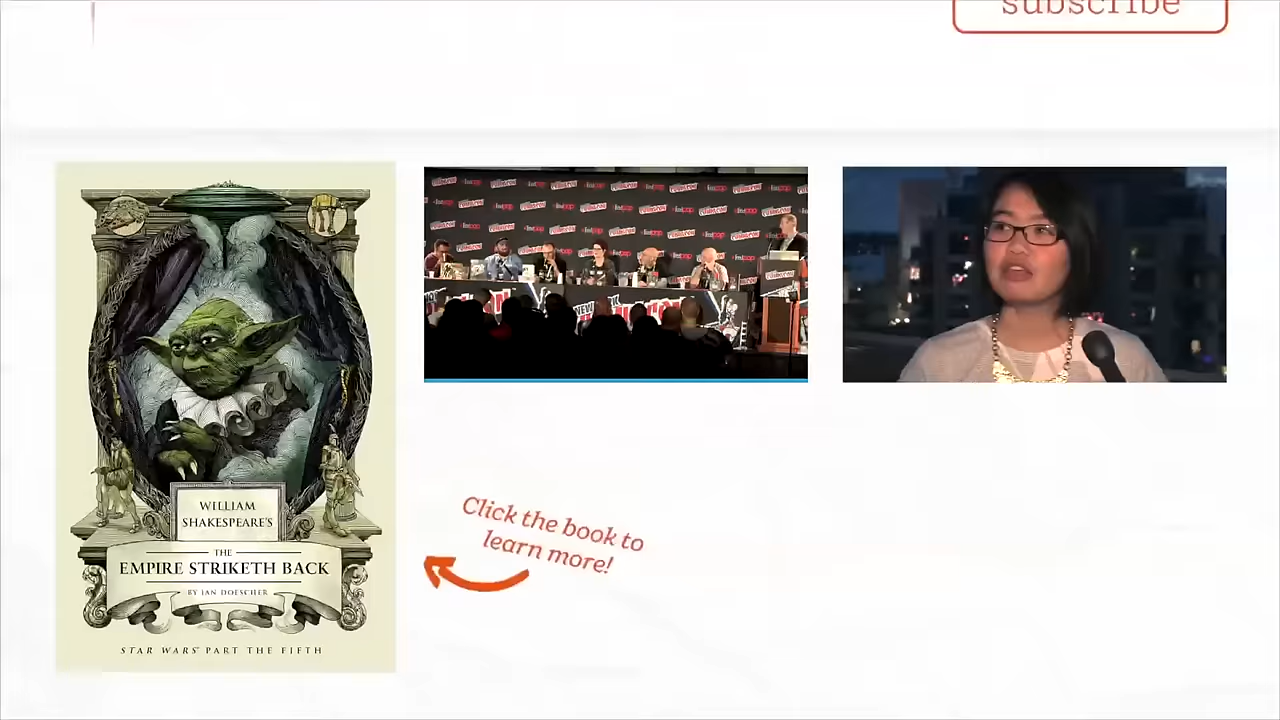 subscribe
WILLIAM
SHAKESPEARE'S
THE
EMPIRE STRIKETH BACK
BY IAN DOESCHER
STAR WARS PART THE FIFTH
Click the book to
learn more!